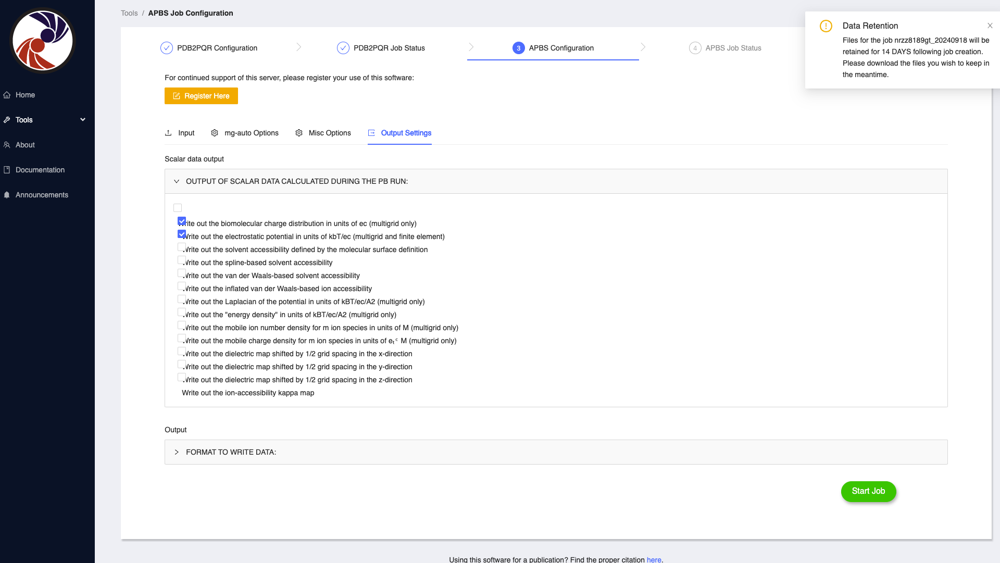 Tools / APBS Job Configuration
Data Retention
Files for the job nrzz8189gt_20240918 will be
retained for 14 DAYS following job creation.
Please download the files you wish to keep in
the meantime.
PDB2PQR Configuration
PDB2PQR Job Status
3 APBS Configuration
4 APBS Job Status
For continued support of this server, please register your use of this software:
Register Here
Home
Tools
About
Documentation
Announcements
Input
mg-auto Options
Misc Options
Output Settings
Scalar data output
OUTPUT OF SCALAR DATA CALCULATED DURING THE PB RUN:
Write out the biomolecular charge distribution in units of ec (multigrid only)
Write out the electrostatic potential in units of kbT/ec (multigrid and finite element)
Write out the solvent accessibility defined by the molecular surface definition
Write out the spline-based solvent accessibility
Write out the van der Waals-based solvent accessibility
Write out the inflated van der Waals-based ion accessibility
Write out the Laplacian of the potential in units of kBT/ec/A2 (multigrid only)
Write out the "energy density" in units of kBT/ec/A2 (multigrid only)
Write out the mobile ion number density for m ion species in units of M (multigrid only)
Write out the mobile charge density for m ion species in units of eₜᶜ M (multigrid only)
Write out the dielectric map shifted by 1/2 grid spacing in the x-direction
Write out the dielectric map shifted by 1/2 grid spacing in the y-direction
Write out the dielectric map shifted by 1/2 grid spacing in the z-direction
Write out the ion-accessibility kappa map
Output
FORMAT TO WRITE DATA:
Start Job
Using this software for a publication? Find the proper citation here.